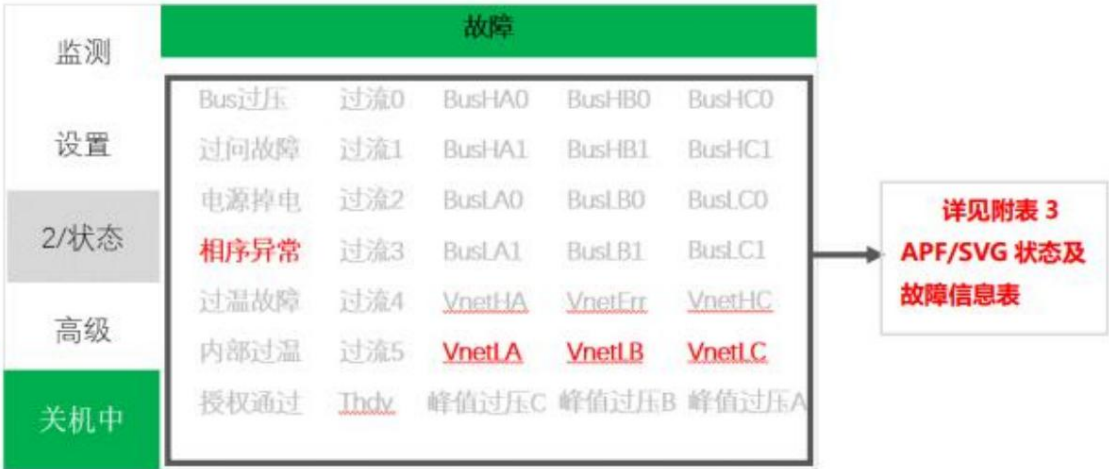 监测
设置
2/状态
高级
关机中
故障
Bus过压 过流0 BusHA0 BusHB0 BusHC0
过问故障 过流1 BusHA1 BusHB1 BusHC1
电源掉电 过流2 BusLA0 BusLB0 BusLC0
相序异常 过流3 BusLA1 BusLB1 BusLC1
过温故障 过流4 VnetHA VnetErr VnetHC
内部过温 过流5 VnetLA VnetLB VnetLC
授权通过 Thdv 峰值过压C 峰值过压B 峰值过压A
详见附表 3
APF/SVG 状态及
故障信息表